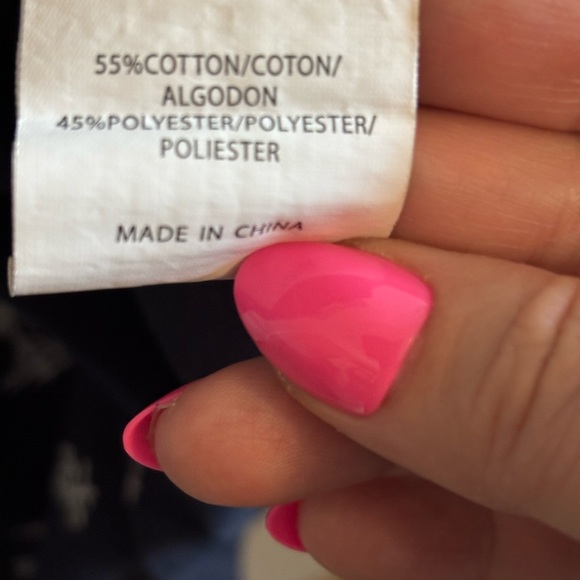 55%COTTON/COTON/
ALGODON
45%POLYESTER/POLYESTER/
POLIESTER
MADE IN CHINA